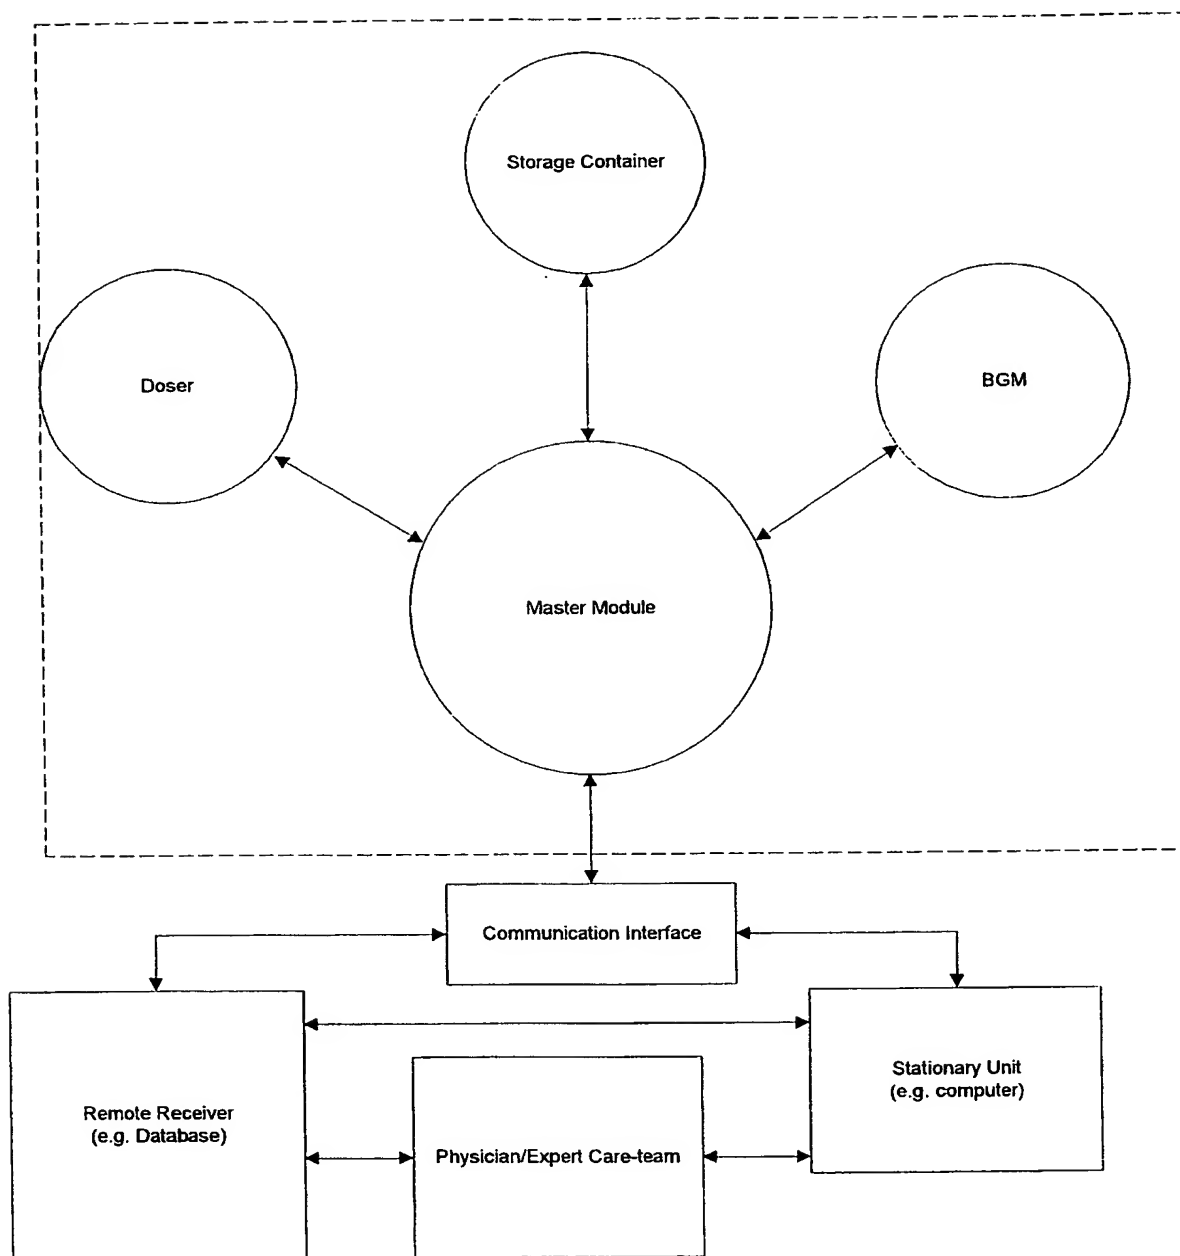 Storage Container
Doser
BGM
Master Module
Communication Interface
Stationary Unit
(e.g. computer)
Remote Receiver
(e.g. Database)
Physician/Expert Care-team